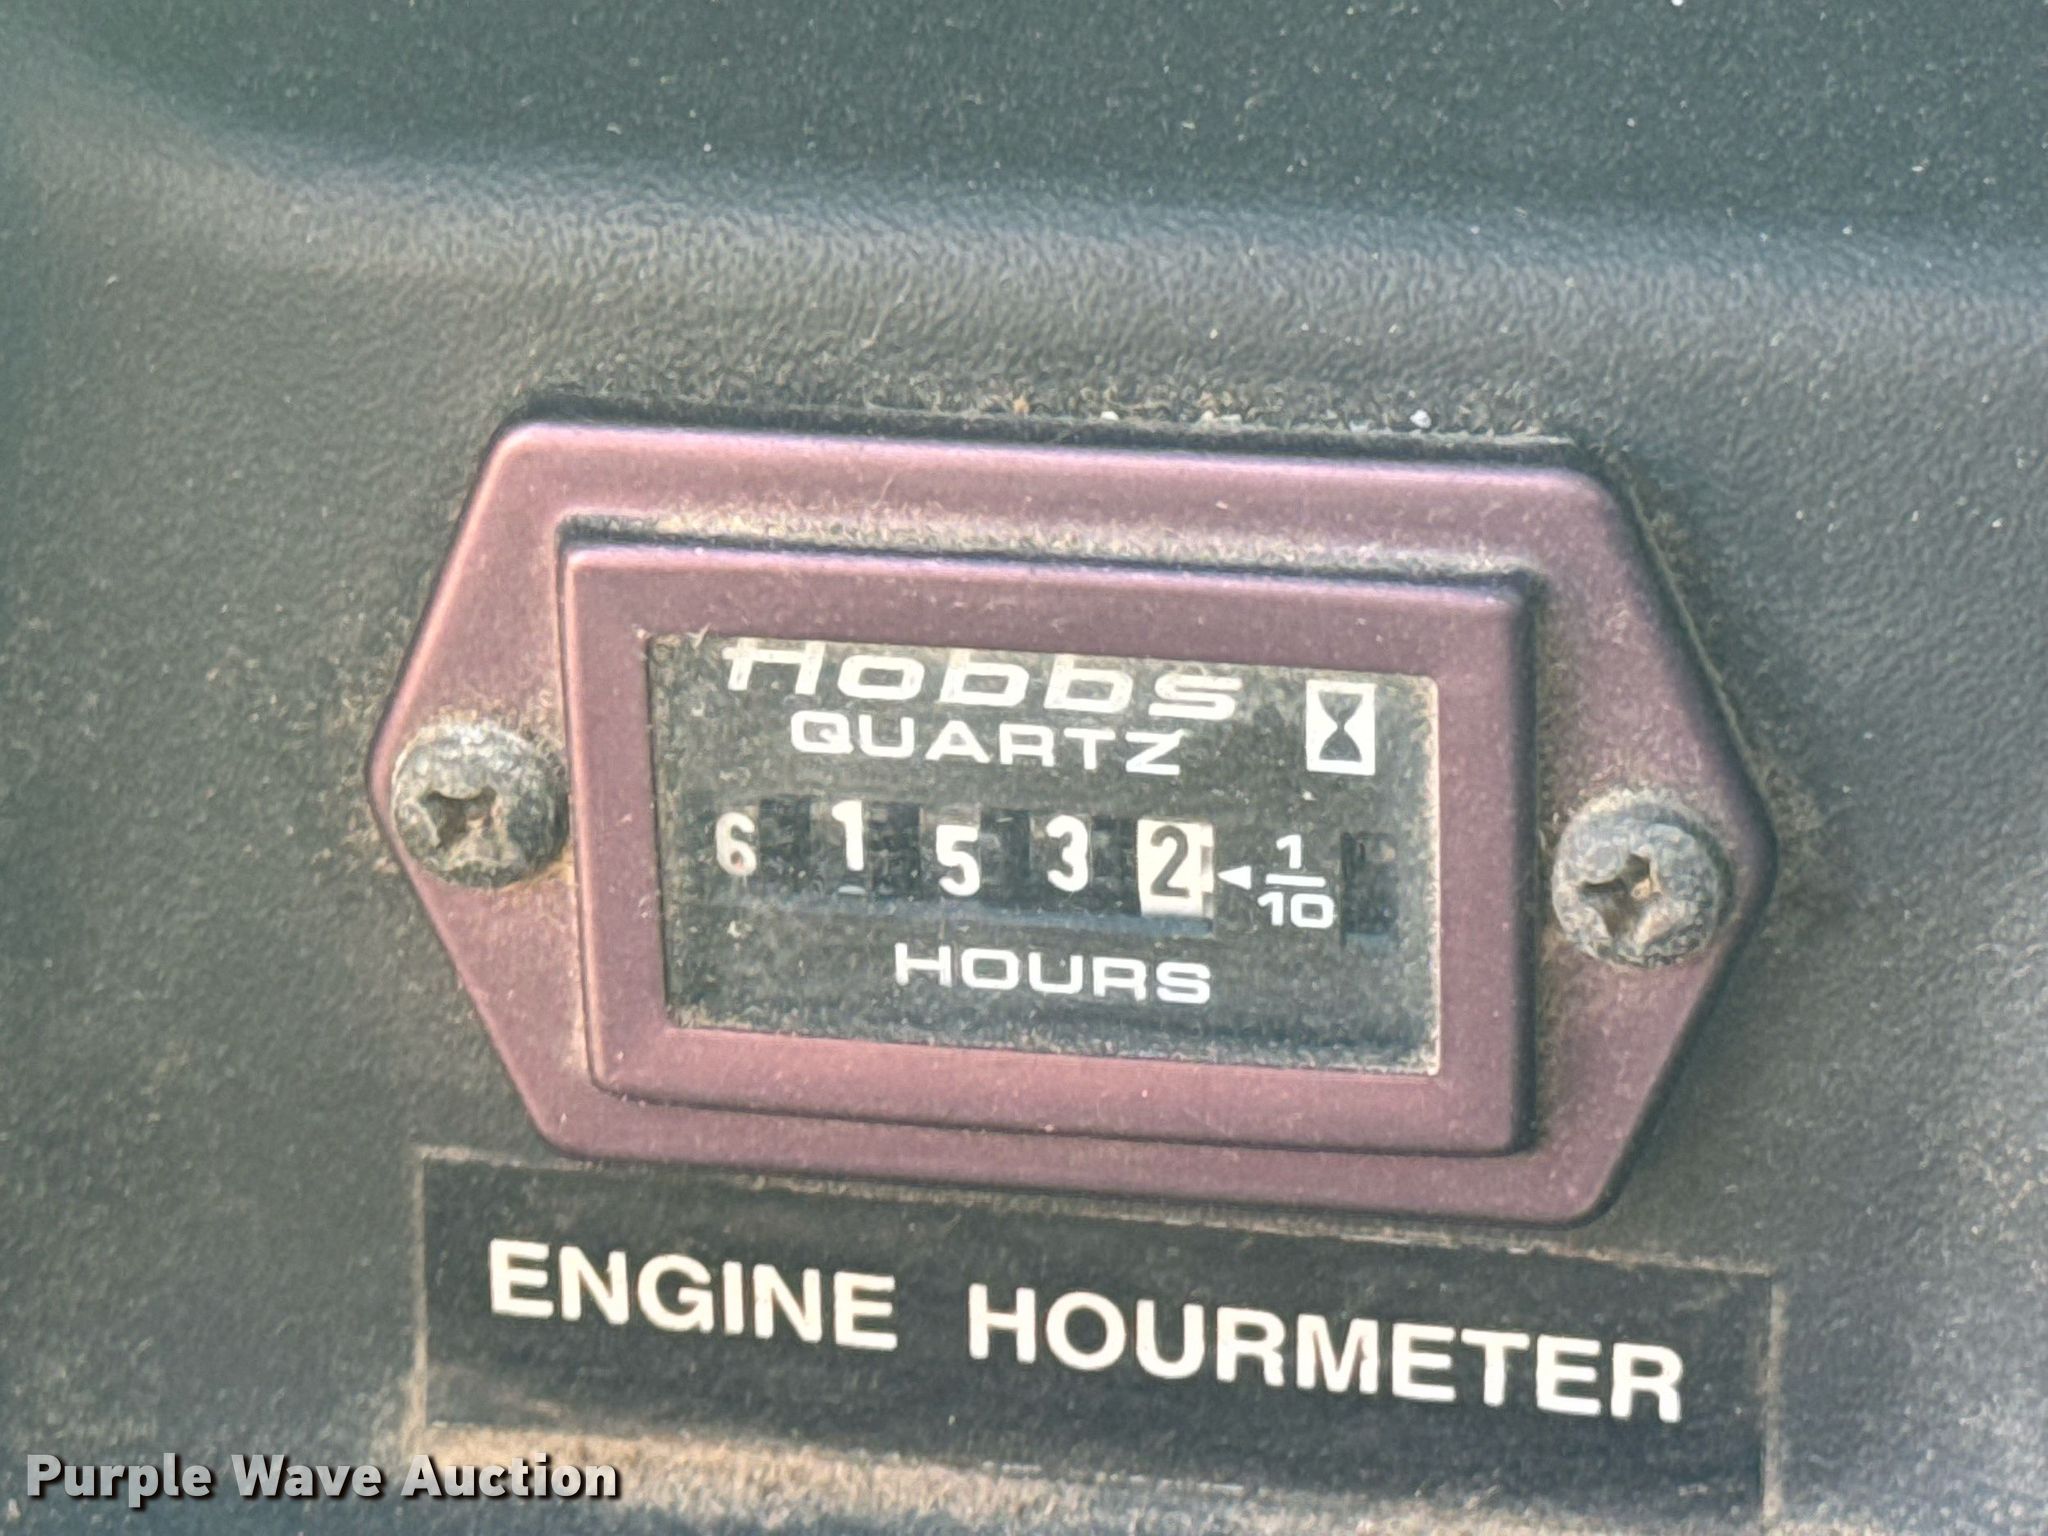 Hobbs
QUARTZ
6 1 5 3 2 1/10
HOURS
ENGINE HOURMETER
Purple Wave Auction